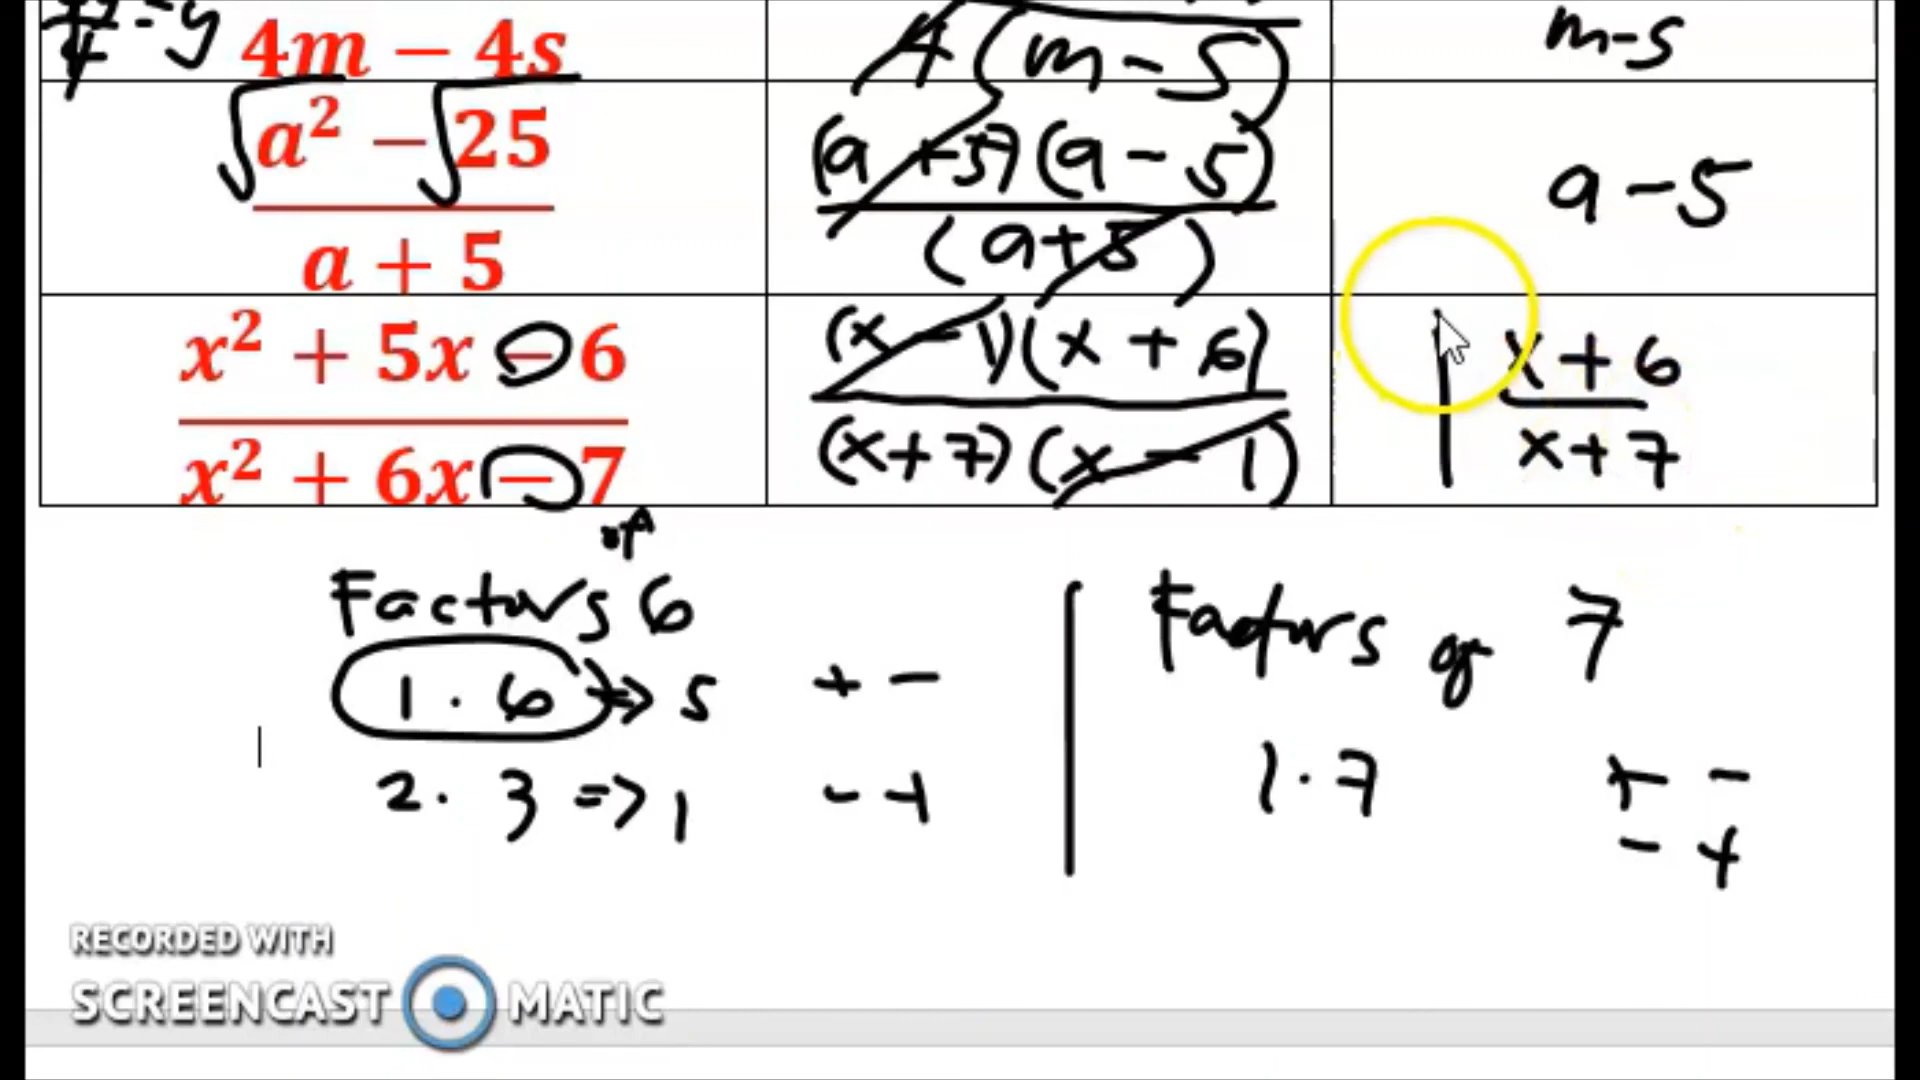 = y 4m − 4s 4(m - 5) m-s
√a² − √25 (a +5)(a - 5) a - 5
a + 5 (a+5)
x² + 5x − 6 (x - 1)(x + 6) x + 6
x² + 6x − 7 (x+7)(x - 1) x+7
of
Factors 6 Factors of 7
1 . 6 => 5 + - 1 . 7 + -
2 . 3 => 1 - + - +
RECORDED WITH
SCREENCAST MATIC